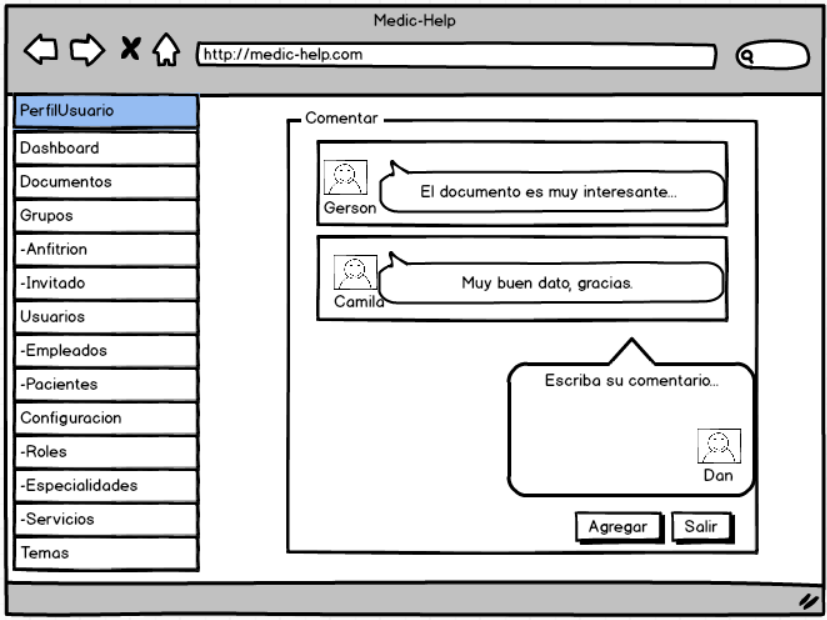 Medic-Help
http://medic-help.com
PerfilUsuario
Dashboard
Documentos
Grupos
-Anfitrion
-Invitado
Usuarios
-Empleados
-Pacientes
Configuracion
-Roles
-Especialidades
-Servicios
Temas
Comentar
El documento es muy interesante...
Gerson
Muy buen dato, gracias.
Camila
Escriba su comentario...
Dan
Agregar
Salir